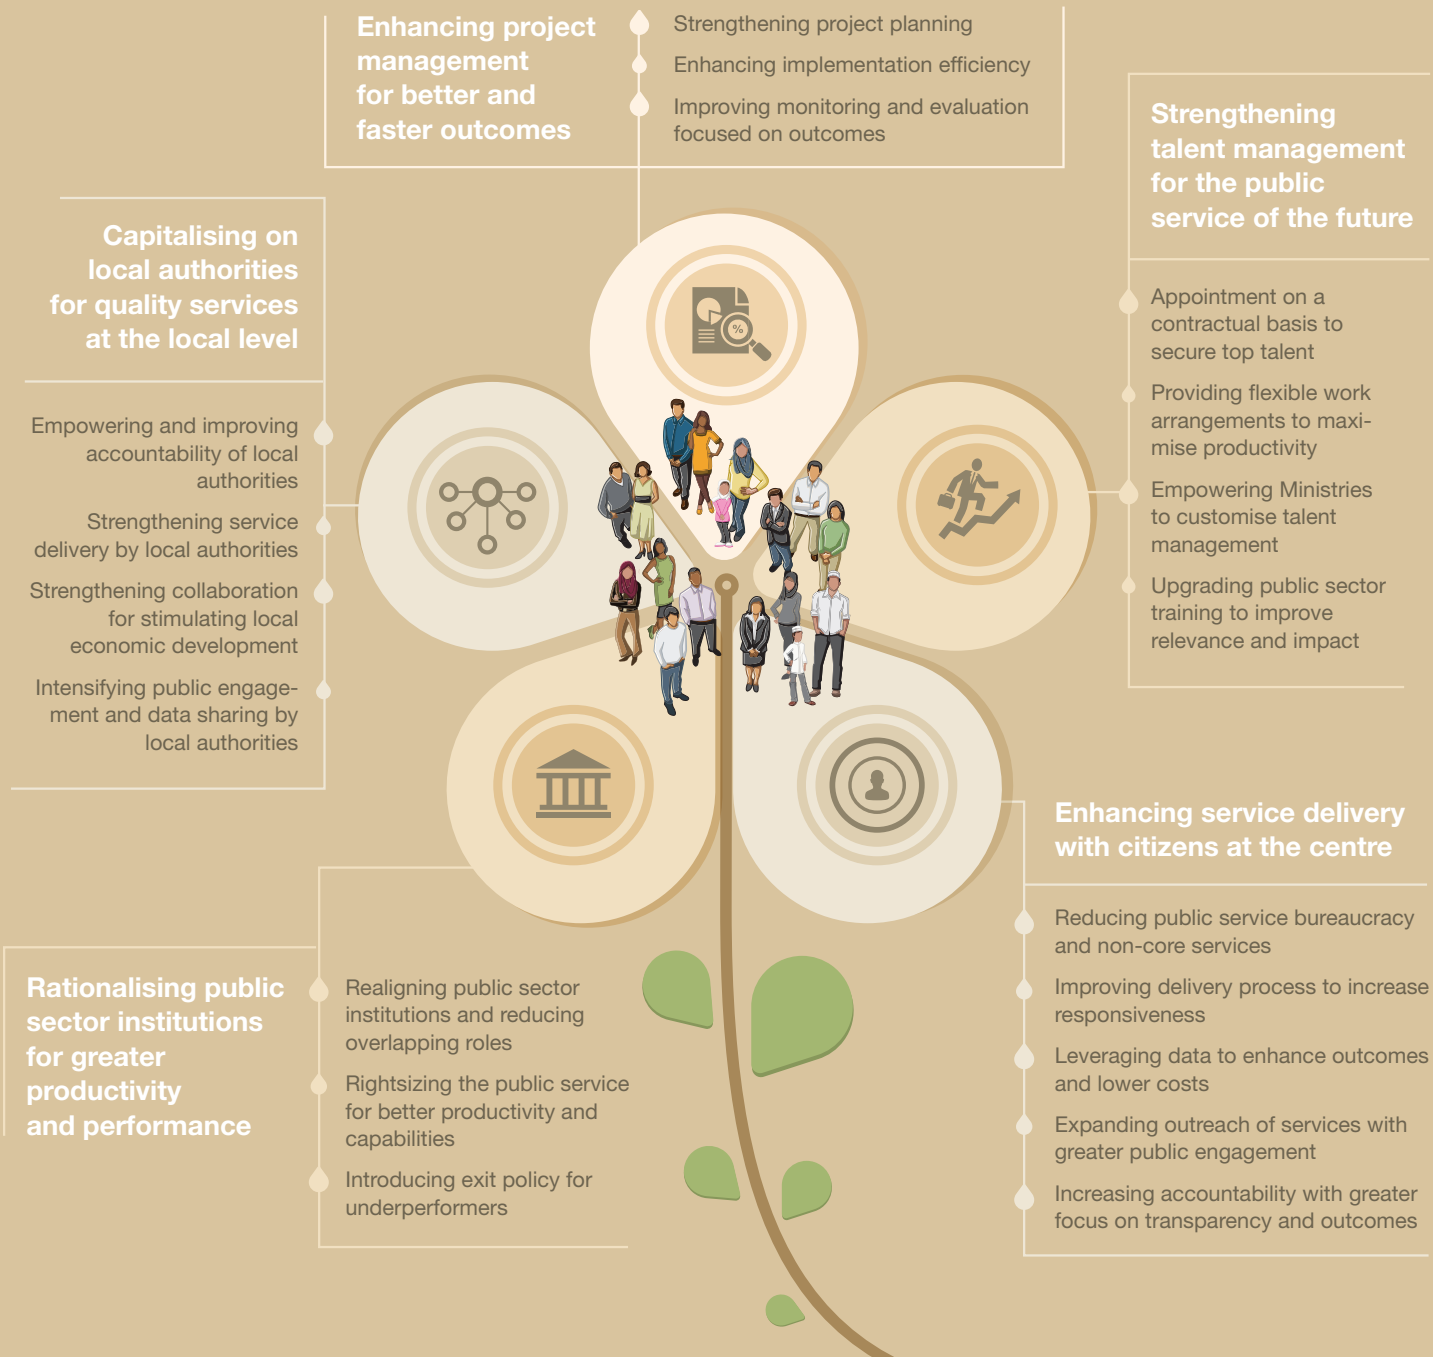 Enhancing project
management
for better and
faster outcomes
Strengthening project planning
Enhancing implementation efficiency
Improving monitoring and evaluation
focused on outcomes
Strengthening
talent management
for the public
service of the future
Appointment on a
contractual basis to
secure top talent
Providing flexible work
arrangements to maxi-
mise productivity
Empowering Ministries
to customise talent
management
Upgrading public sector
training to improve
relevance and impact
Capitalising on
local authorities
for quality services
at the local level
Empowering and improving
accountability of local
authorities
Strengthening service
delivery by local authorities
Strengthening collaboration
for stimulating local
economic development
Intensifying public engage-
ment and data sharing by
local authorities
%
Enhancing service delivery
with citizens at the centre
Reducing public service bureaucracy
and non-core services
Improving delivery process to increase
responsiveness
Leveraging data to enhance outcomes
and lower costs
Expanding outreach of services with
greater public engagement
Increasing accountability with greater
focus on transparency and outcomes
Rationalising public
sector institutions
for greater
productivity
and performance
Realigning public sector
institutions and reducing
overlapping roles
Rightsizing the public service
for better productivity and
capabilities
Introducing exit policy for
underperformers